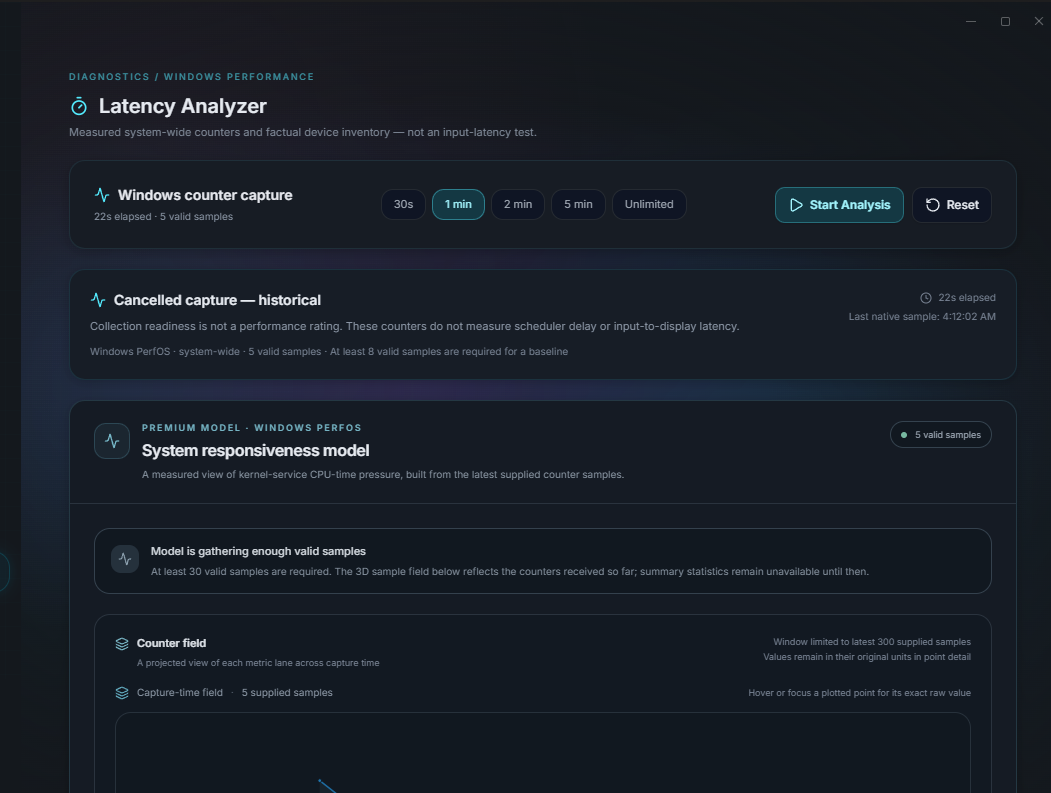 DIAGNOSTICS / WINDOWS PERFORMANCE
Latency Analyzer
Measured system-wide counters and factual device inventory — not an input-latency test.
Windows counter capture
22s elapsed · 5 valid samples
30s
1 min
2 min
5 min
Unlimited
Start Analysis
Reset
Cancelled capture — historical
22s elapsed
Collection readiness is not a performance rating. These counters do not measure scheduler delay or input-to-display latency.
Last native sample: 4:12:02 AM
Windows PerfOS · system-wide · 5 valid samples · At least 8 valid samples are required for a baseline
PREMIUM MODEL · WINDOWS PERFOS
System responsiveness model
5 valid samples
A measured view of kernel-service CPU-time pressure, built from the latest supplied counter samples.
Model is gathering enough valid samples
At least 30 valid samples are required. The 3D sample field below reflects the counters received so far; summary statistics remain unavailable until then.
Counter field
Window limited to latest 300 supplied samples
A projected view of each metric lane across capture time
Values remain in their original units in point detail
Capture-time field · 5 supplied samples
Hover or focus a plotted point for its exact raw value